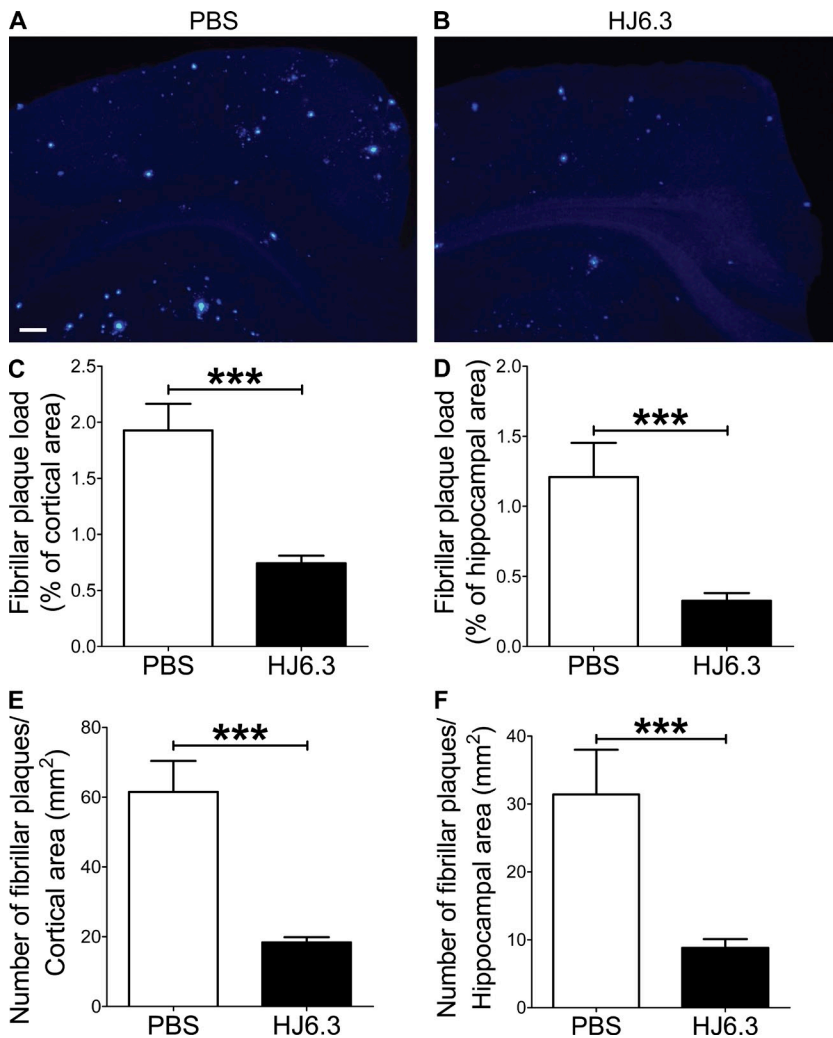 A PBS
B HJ6.3
C
Fibrillar plaque load
(% of cortical area)
2.5
2.0
1.5
1.0
0.5
0.0
***
PBS HJ6.3
D
Fibrillar plaque load
(% of hippocampal area)
2.0
1.5
1.0
0.5
0.0
***
PBS HJ6.3
E
Number of fibrillar plaques/
Cortical area (mm²)
80
60
40
20
0
***
PBS HJ6.3
F
Number of fibrillar plaques/
Hippocampal area (mm²)
40
30
20
10
0
***
PBS HJ6.3